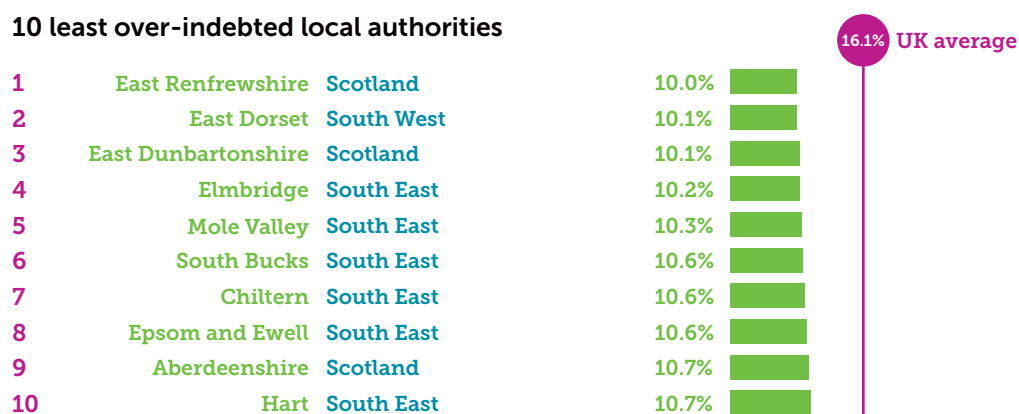 10 least over-indebted local authorities
16.1% UK average
1 East Renfrewshire Scotland 10.0%
2 East Dorset South West 10.1%
3 East Dunbartonshire Scotland 10.1%
4 Elmbridge South East 10.2%
5 Mole Valley South East 10.3%
6 South Bucks South East 10.6%
7 Chiltern South East 10.6%
8 Epsom and Ewell South East 10.6%
9 Aberdeenshire Scotland 10.7%
10 Hart South East 10.7%